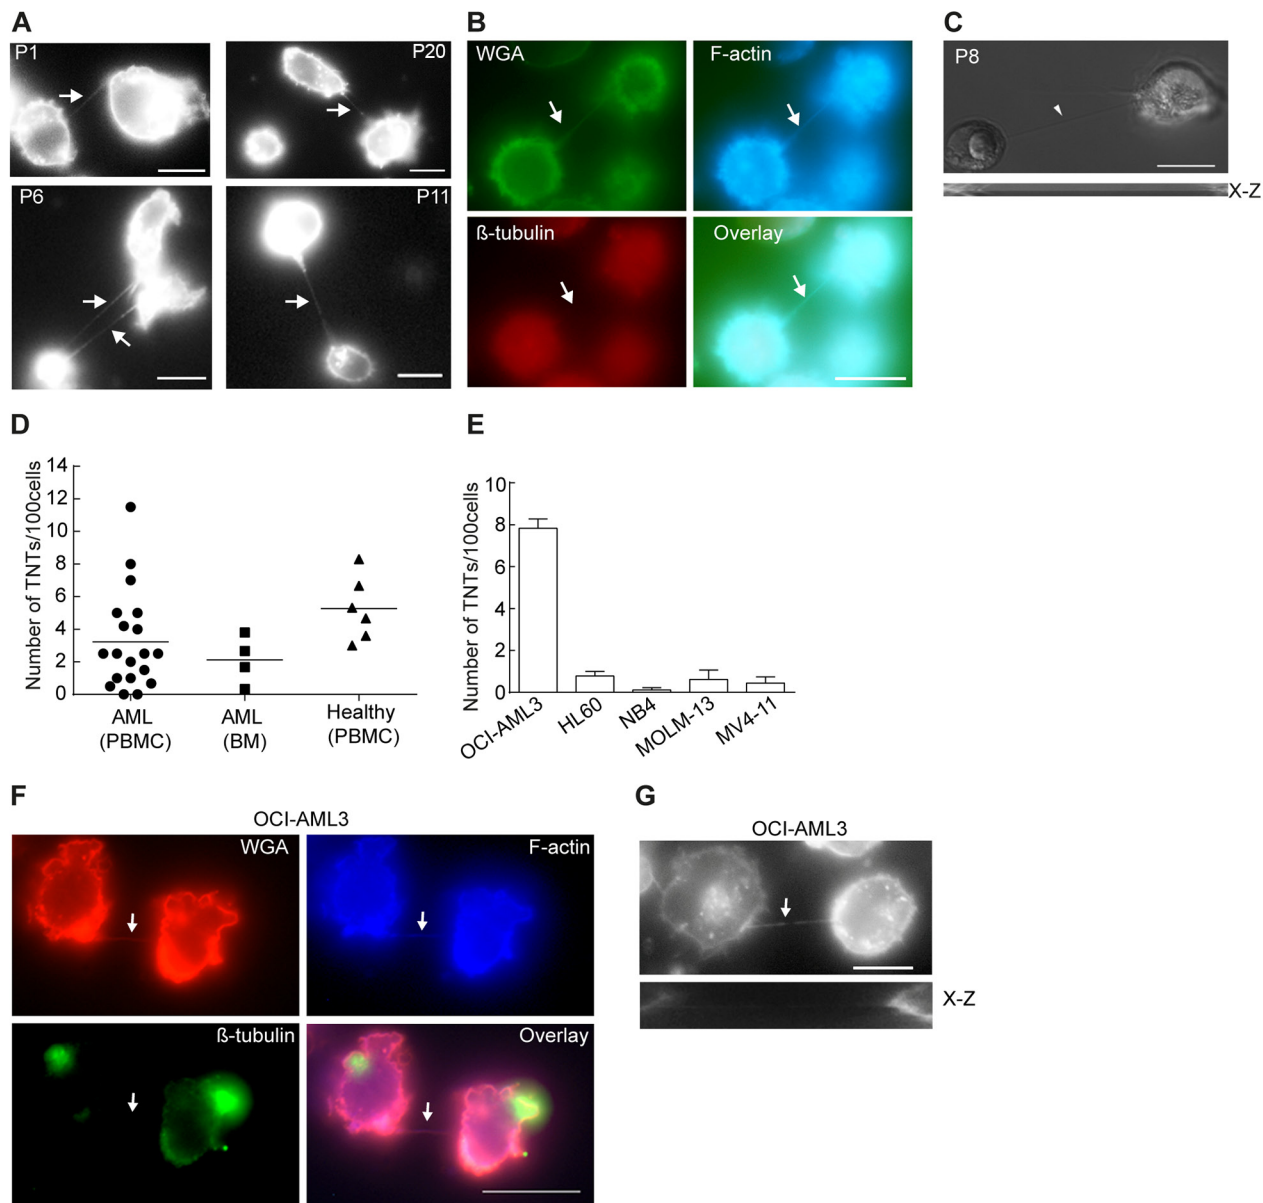 A
P1
P20
P6
P11
B
WGA
F-actin
ß-tubulin
Overlay
C
P8
X-Z
D
Number of TNTs/100cells
14
12
10
8
6
4
2
0
AML
(PBMC)
AML
(BM)
Healthy
(PBMC)
E
Number of TNTs/100cells
10
8
6
4
2
0
OCI-AML3
HL60
NB4
MOLM-13
MV4-11
F
OCI-AML3
WGA
F-actin
ß-tubulin
Overlay
G
OCI-AML3
X-Z